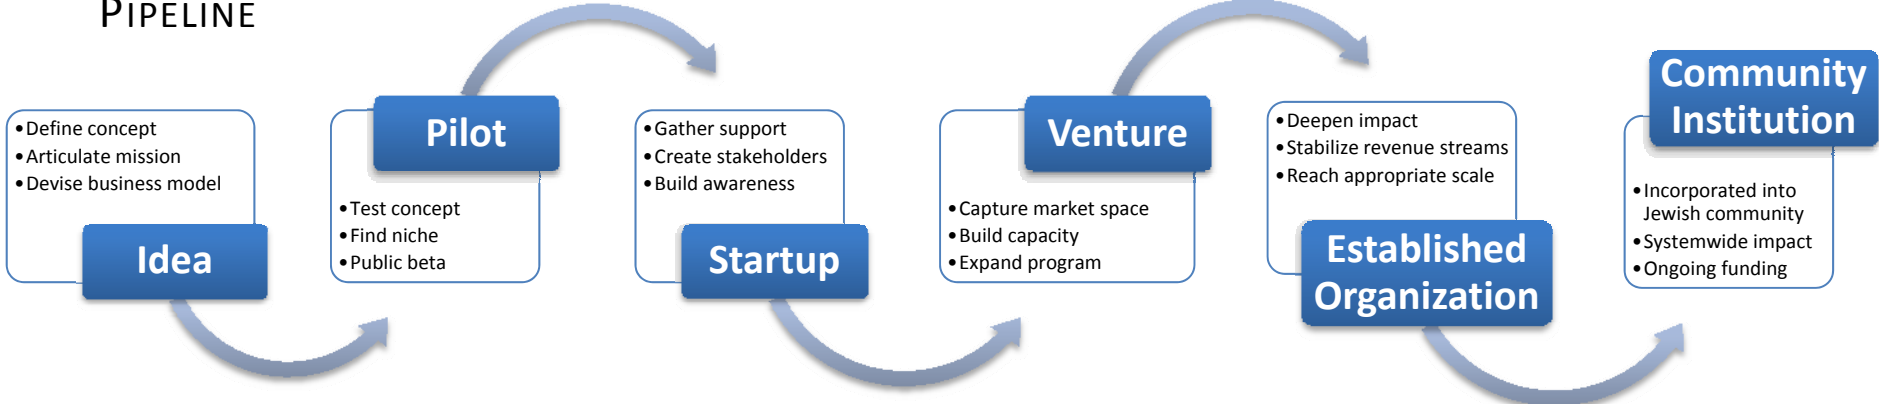 PIPELINE
• Define concept
• Articulate mission
• Devise business model
Idea
Pilot
• Test concept
• Find niche
• Public beta
• Gather support
• Create stakeholders
• Build awareness
Startup
Venture
• Capture market space
• Build capacity
• Expand program
• Deepen impact
• Stabilize revenue streams
• Reach appropriate scale
Established
Organization
Community
Institution
• Incorporated into
Jewish community
• Systemwide impact
• Ongoing funding